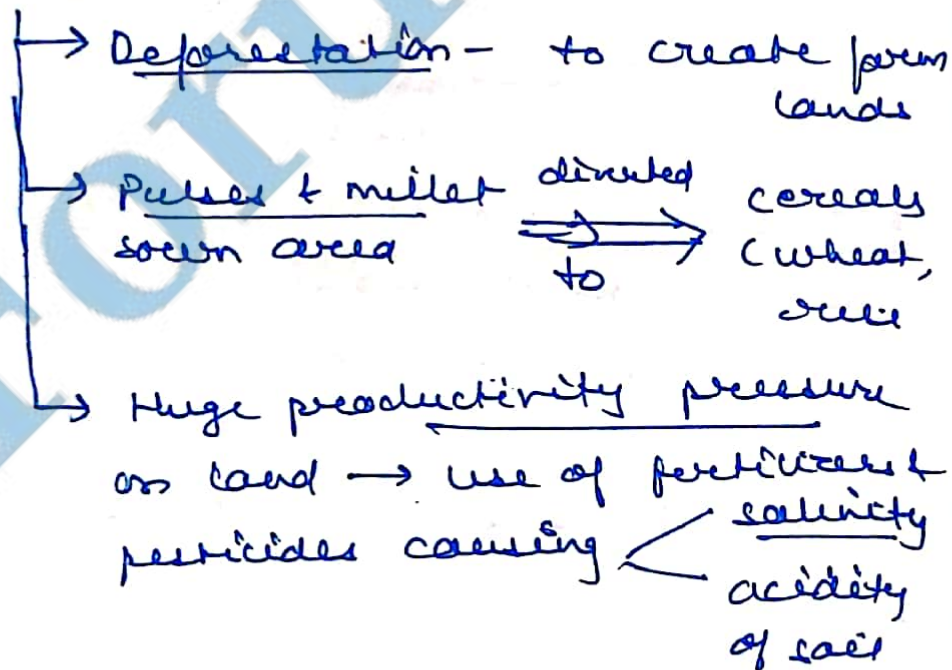 → Deforestation - to create farm
lands
→ Pulses & millet diverted cereals
sown area to (wheat,
rice
→ Huge productivity pressure
on land → use of fertilizers &
pesticides causing salinity
acidity
of soil